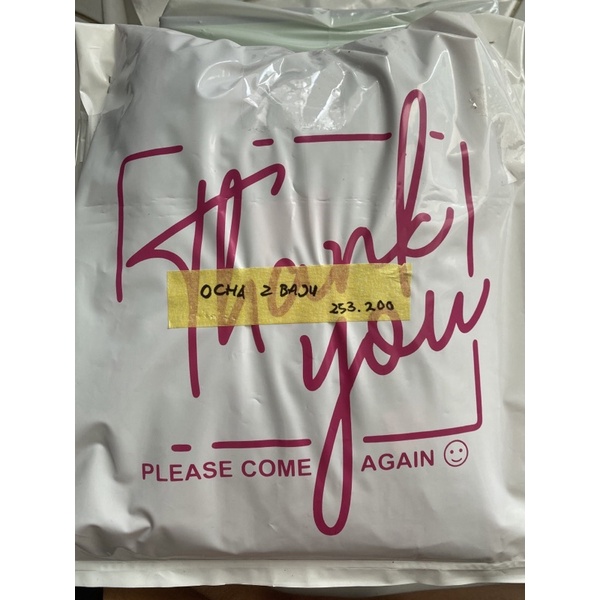 Thank
OCHA 2 BAJU
253.200
you
PLEASE COME AGAIN